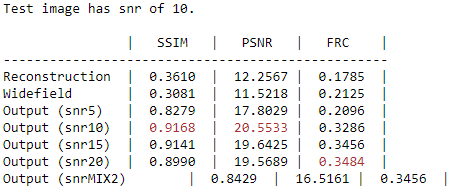 Test image has snr of 10.
| SSIM | PSNR | FRC |
-------------------------------------------------
Reconstruction | 0.3610 | 12.2567 | 0.1785
Widefield | 0.3081 | 11.5218 | 0.2125
Output (snr5) | 0.8279 | 17.8029 | 0.2096
Output (snr10) | 0.9168 | 20.5533 | 0.3286
Output (snr15) | 0.9141 | 19.6425 | 0.3456
Output (snr20) | 0.8990 | 19.5689 | 0.3484
Output (snrMIX2) | 0.8429 | 16.5161 | 0.3456 |